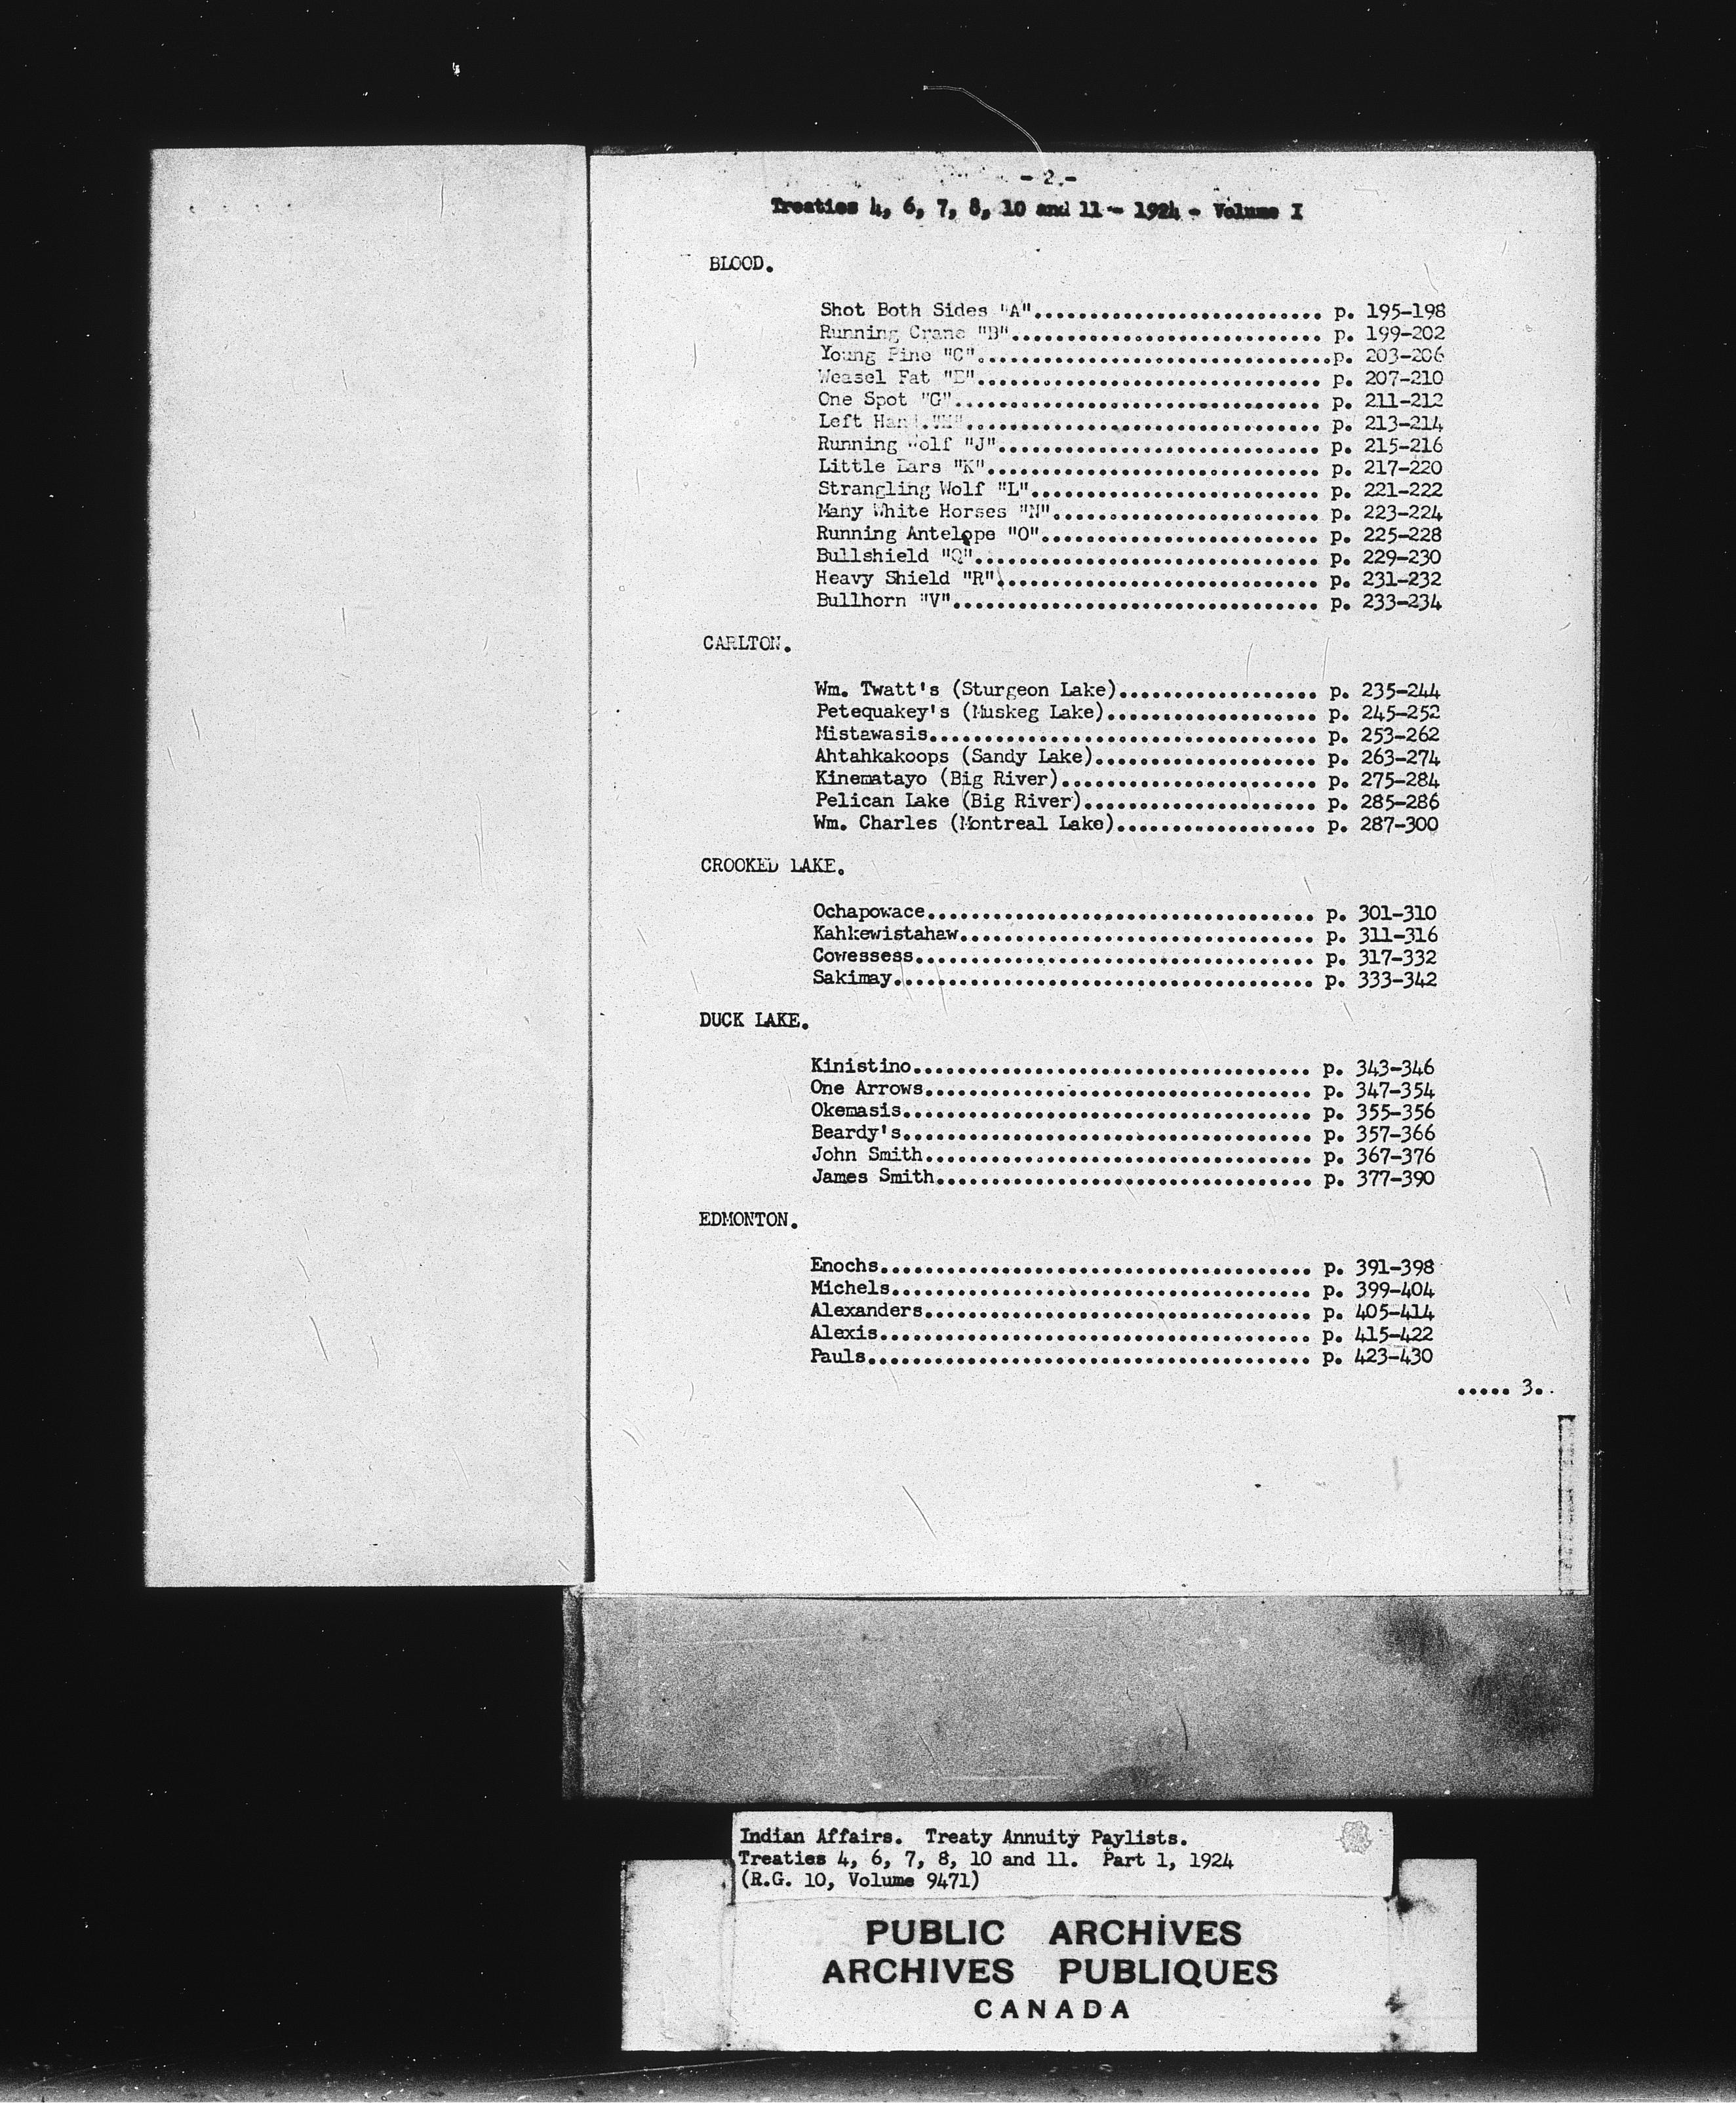 - 2.-
Treaties 4, 6, 7, 8, 10 and 11 - 1924 - Volume I
BLOOD.
Shot Both Sides "A".......................... p. 195-198
Running Crane "B"............................ p. 199-202
Young Pine "C"................................p. 203-206
Weasel Fat "E"............................... p. 207-210
One Spot "G"................................. p. 211-212
Left Hand................................ p. 213-214
Running Wolf "J"............................. p. 215-216
Little Ears "K".............................. p. 217-220
Strangling Wolf "L".......................... p. 221-222
Many White Horses "N"........................ p. 223-224
Running Antelope "O"......................... p. 225-228
Bullshield "Q"............................... p. 229-230
Heavy Shield "R"............................. p. 231-232
Bullhorn "V"................................. p. 233-234
CARLTON.
Wm. Twatt's (Sturgeon Lake).................. p. 235-244
Petequakey's (Muskeg Lake)................... p. 245-252
Mistawasis................................... p. 253-262
Ahtahkakoops (Sandy Lake).................... p. 263-274
Kinematayo (Big River)....................... p. 275-284
Pelican Lake (Big River)..................... p. 285-286
Wm. Charles (Montreal Lake).................. p. 287-300
CROOKED LAKE.
Ochapowace................................... p. 301-310
Kahkewistahaw................................ p. 311-316
Cowessess.................................... p. 317-332
Sakimay...................................... p. 333-342
DUCK LAKE.
Kinistino.................................... p. 343-346
One Arrows................................... p. 347-354
Okemasis..................................... p. 355-356
Beardy's..................................... p. 357-366
John Smith................................... p. 367-376
James Smith.................................. p. 377-390
EDMONTON.
Enochs....................................... p. 391-398
Michels...................................... p. 399-404
Alexanders................................... p. 405-414
Alexis....................................... p. 415-422
Pauls........................................ p. 423-430
..... 3.
Indian Affairs. Treaty Annuity Paylists.
Treaties 4, 6, 7, 8, 10 and 11. Part 1, 1924
(R.G. 10, Volume 9471)
PUBLIC ARCHIVES
ARCHIVES PUBLIQUES
CANADA